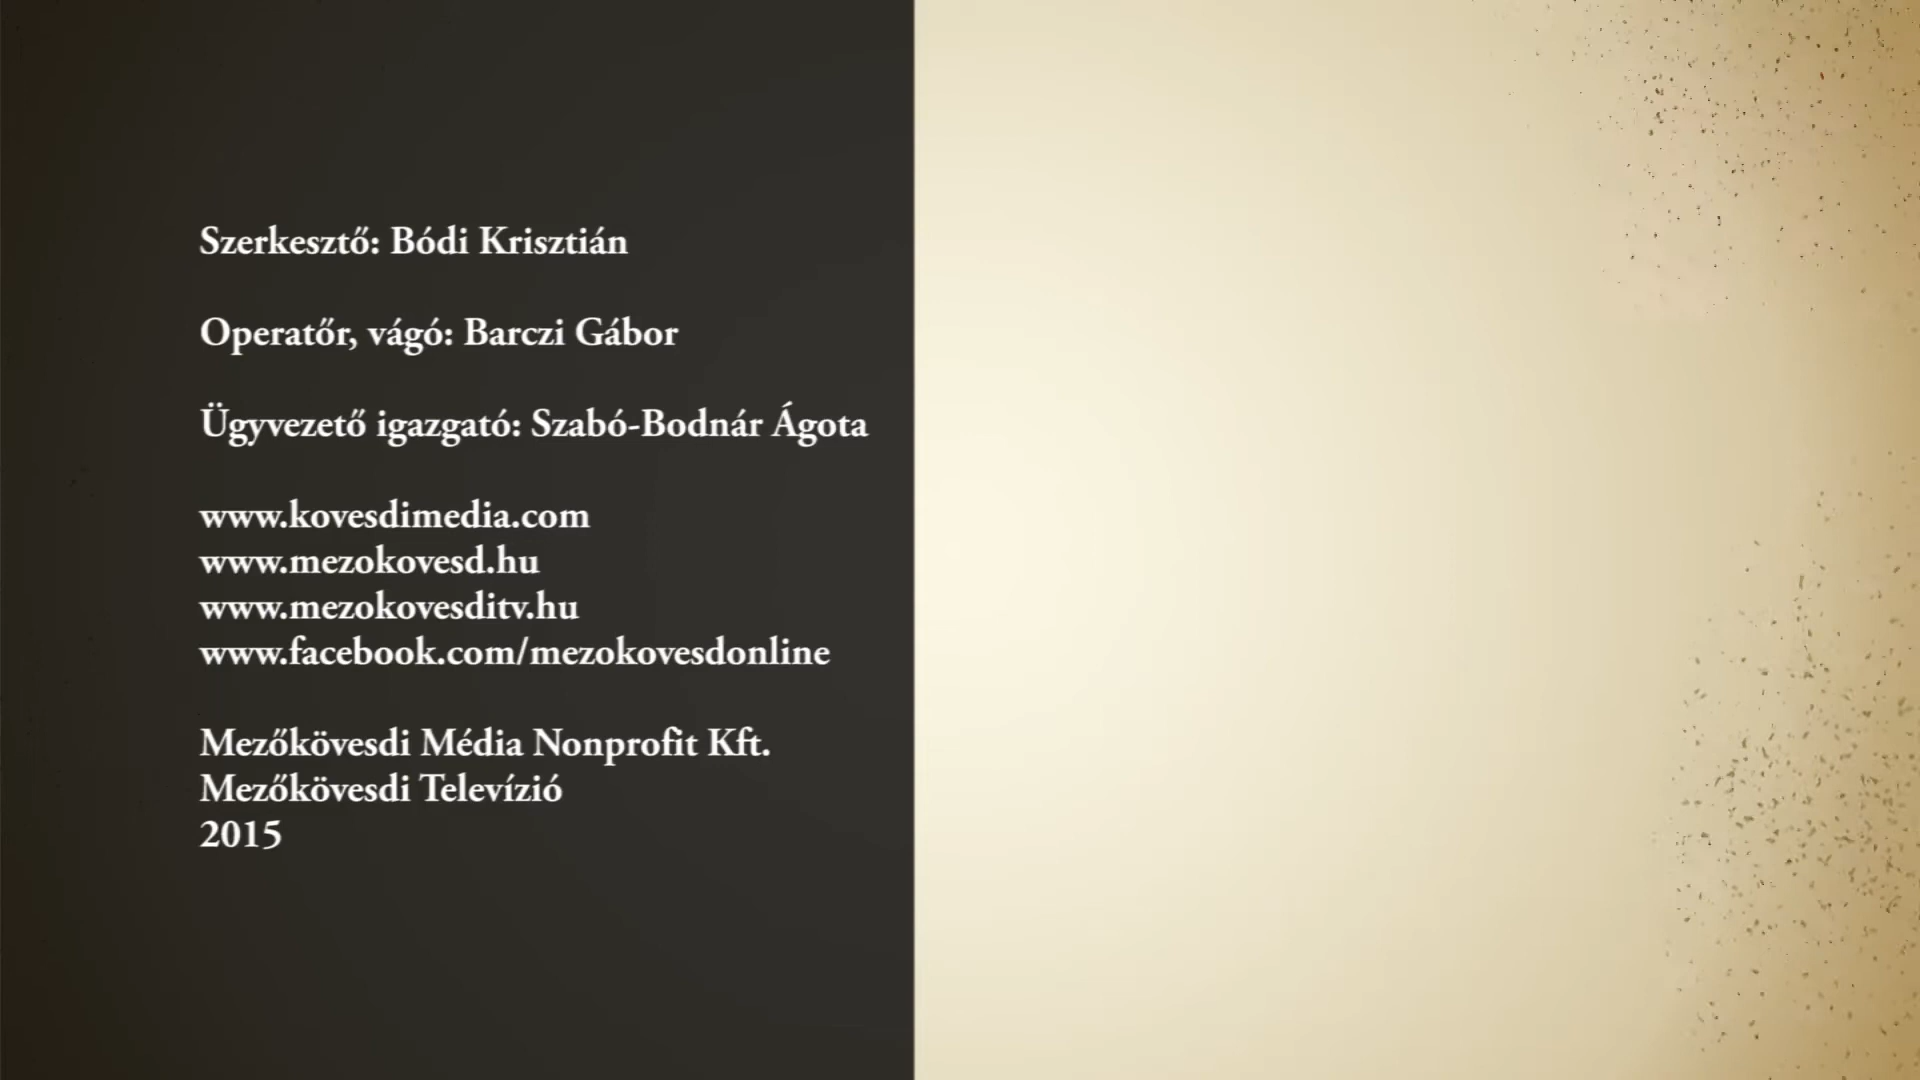 Szerkesztő: Bódi Krisztián
Operatőr, vágó: Barczi Gábor
Ügyvezető igazgató: Szabó-Bodnár Ágota
www.kovesdimedia.com
www.mezokovesd.hu
www.mezokovesditv.hu
www.facebook.com/mezokovesdonline
Mezőkövesdi Média Nonprofit Kft.
Mezőkövesdi Televízió
2015